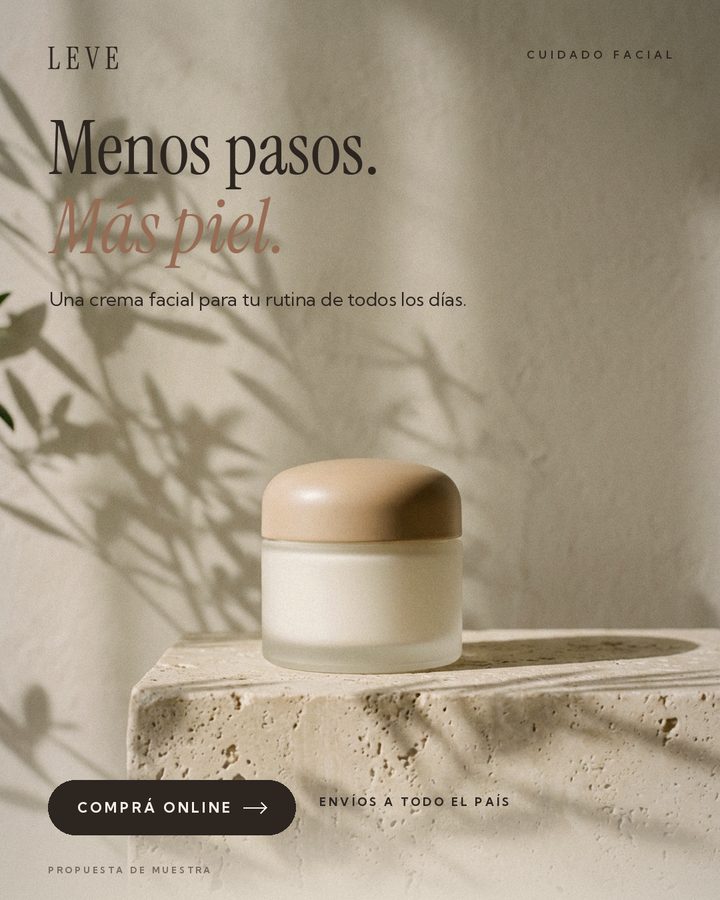 LEVE
CUIDADO FACIAL
Menos pasos.
Más piel.
Una crema facial para tu rutina de todos los días.
COMPRÁ ONLINE →
ENVÍOS A TODO EL PAÍS
PROPUESTA DE MUESTRA